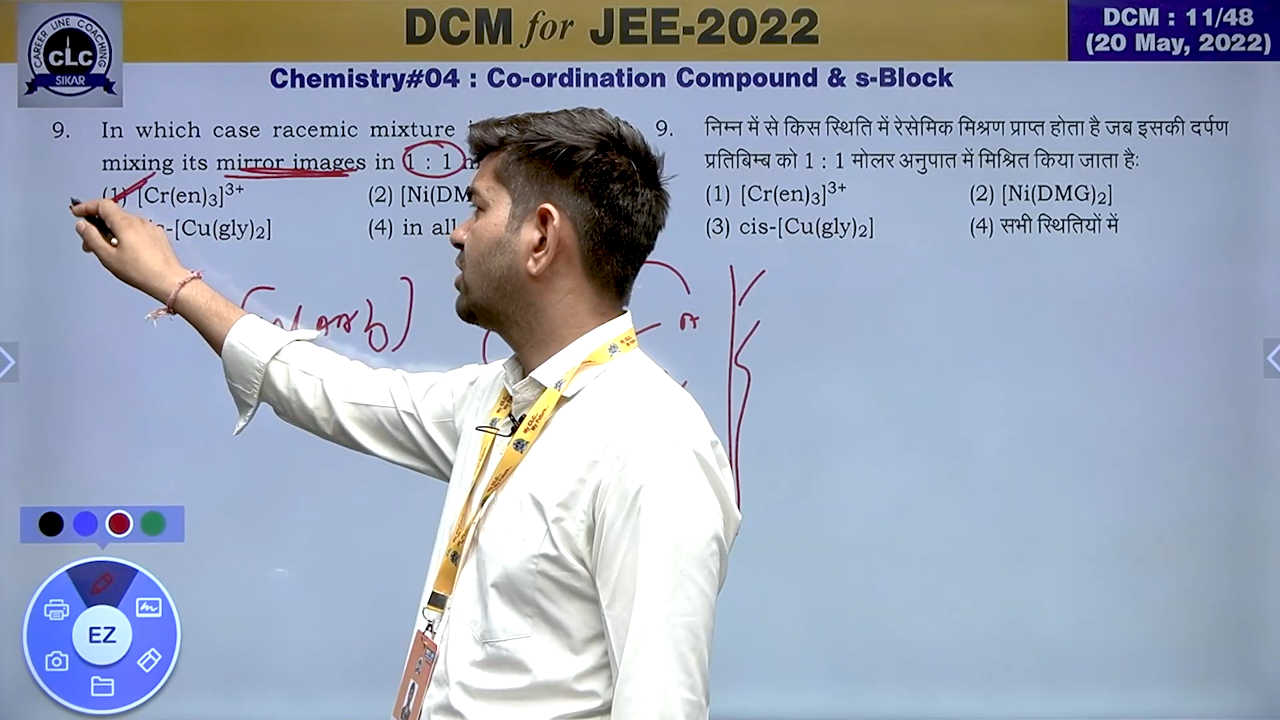 CAREER LINE COACHING
CLC
SIKAR
DCM for JEE-2022
DCM : 11/48
(20 May, 2022)
Chemistry#04 : Co-ordination Compound & s-Block
9. In which case racemic mixture
mixing its mirror images in 1 : 1
(1) [Cr(en)₃]³⁺ (2) [Ni(DM
-[Cu(gly)₂] (4) in all
9. निम्न में से किस स्थिति में रेसेमिक मिश्रण प्राप्त होता है जब इसकी दर्पण
प्रतिबिम्ब को 1 : 1 मोलर अनुपात में मिश्रित किया जाता है:
(1) [Cr(en)₃]³⁺ (2) [Ni(DMG)₂]
(3) cis-[Cu(gly)₂] (4) सभी स्थितियों में
EZ